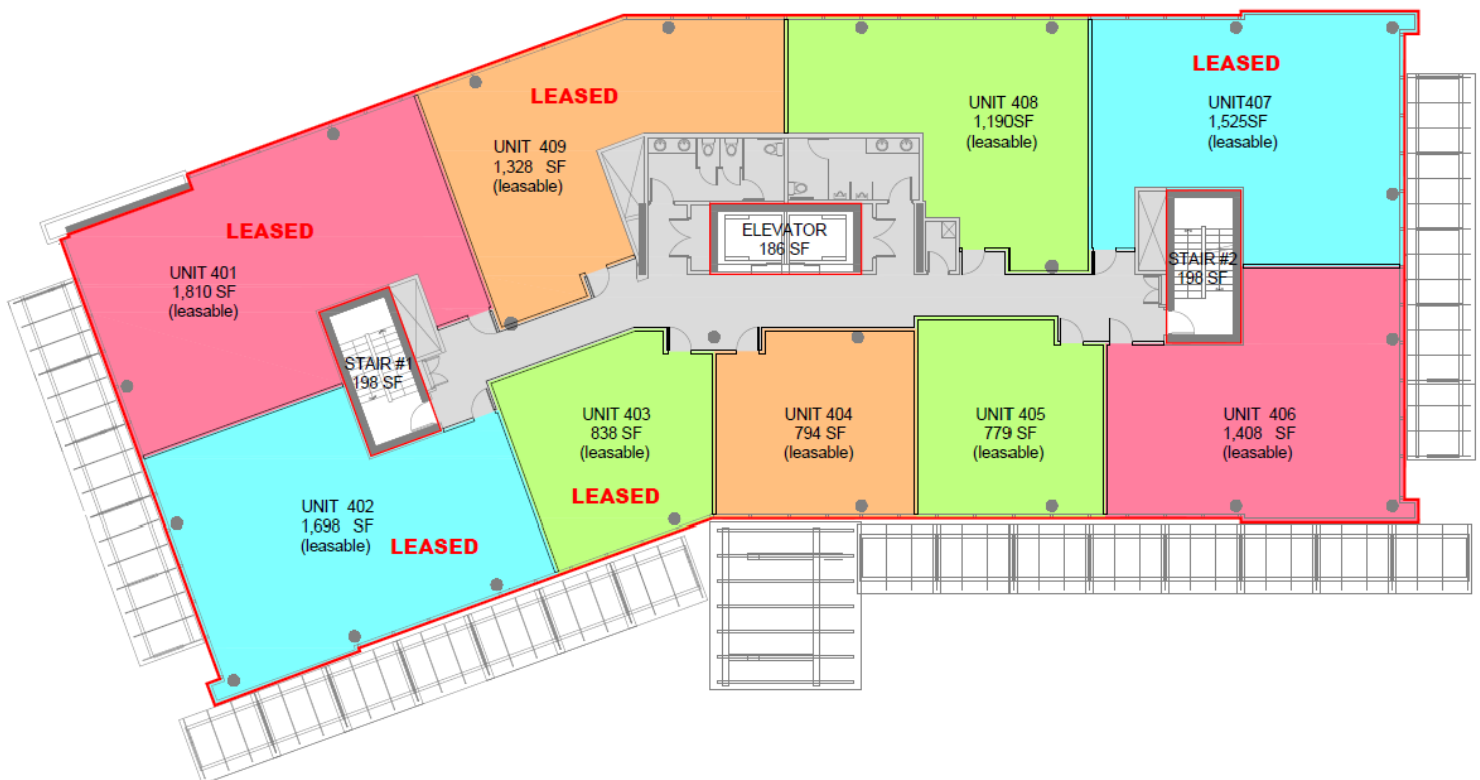 LEASED
UNIT 409
1,328 SF
(leasable)
UNIT 408
1,190SF
(leasable)
LEASED
UNIT407
1,525SF
(leasable)
LEASED
UNIT 401
1,810 SF
(leasable)
ELEVATOR
186 SF
STAIR #2
198 SF
STAIR #1
198 SF
UNIT 402
1,698 SF
(leasable)
LEASED
UNIT 403
838 SF
(leasable)
LEASED
UNIT 404
794 SF
(leasable)
UNIT 405
779 SF
(leasable)
UNIT 406
1,408 SF
(leasable)